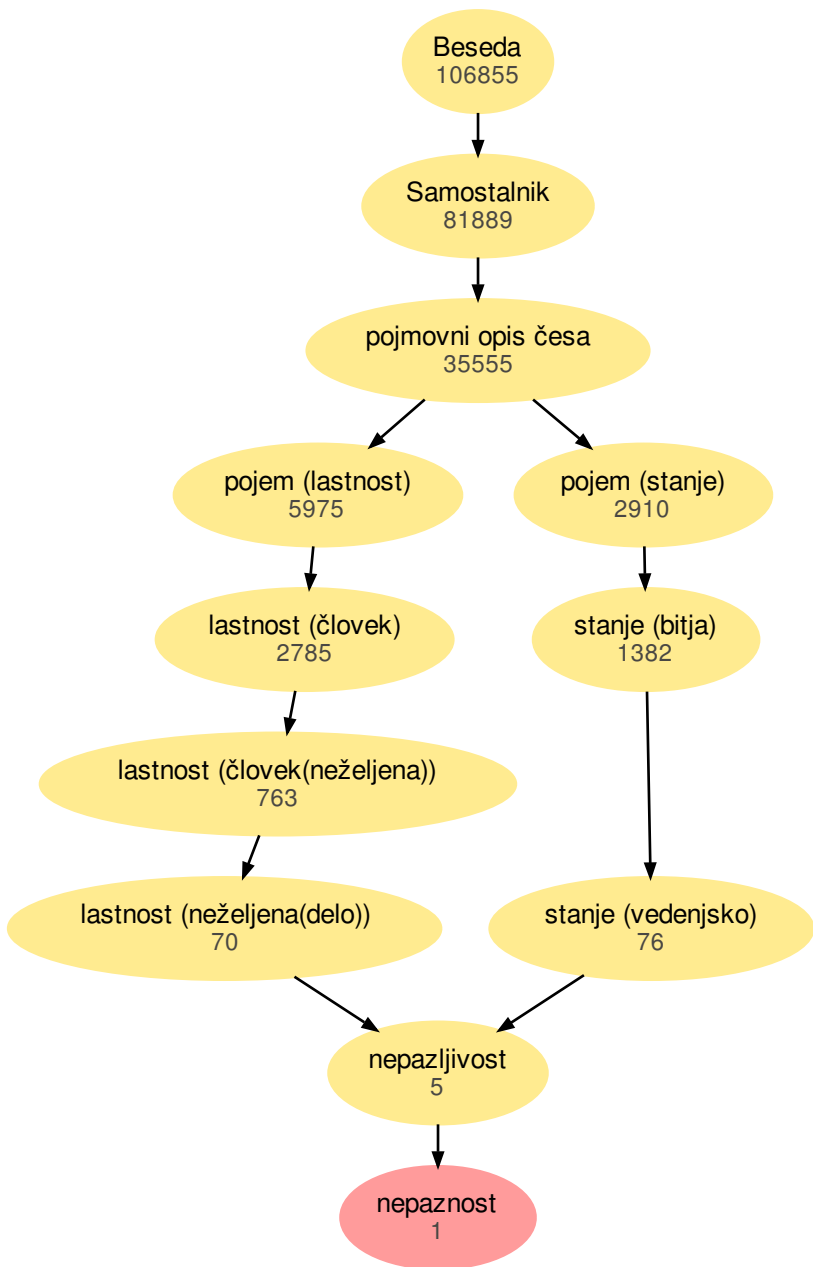 Beseda
106855
Samostalnik
81889
pojmovni opis česa
35555
pojem (lastnost)
5975
pojem (stanje)
2910
lastnost (človek)
2785
stanje (bitja)
1382
lastnost (človek(neželjena))
763
lastnost (neželjena(delo))
70
stanje (vedenjsko)
76
nepazljivost
5
nepaznost
1